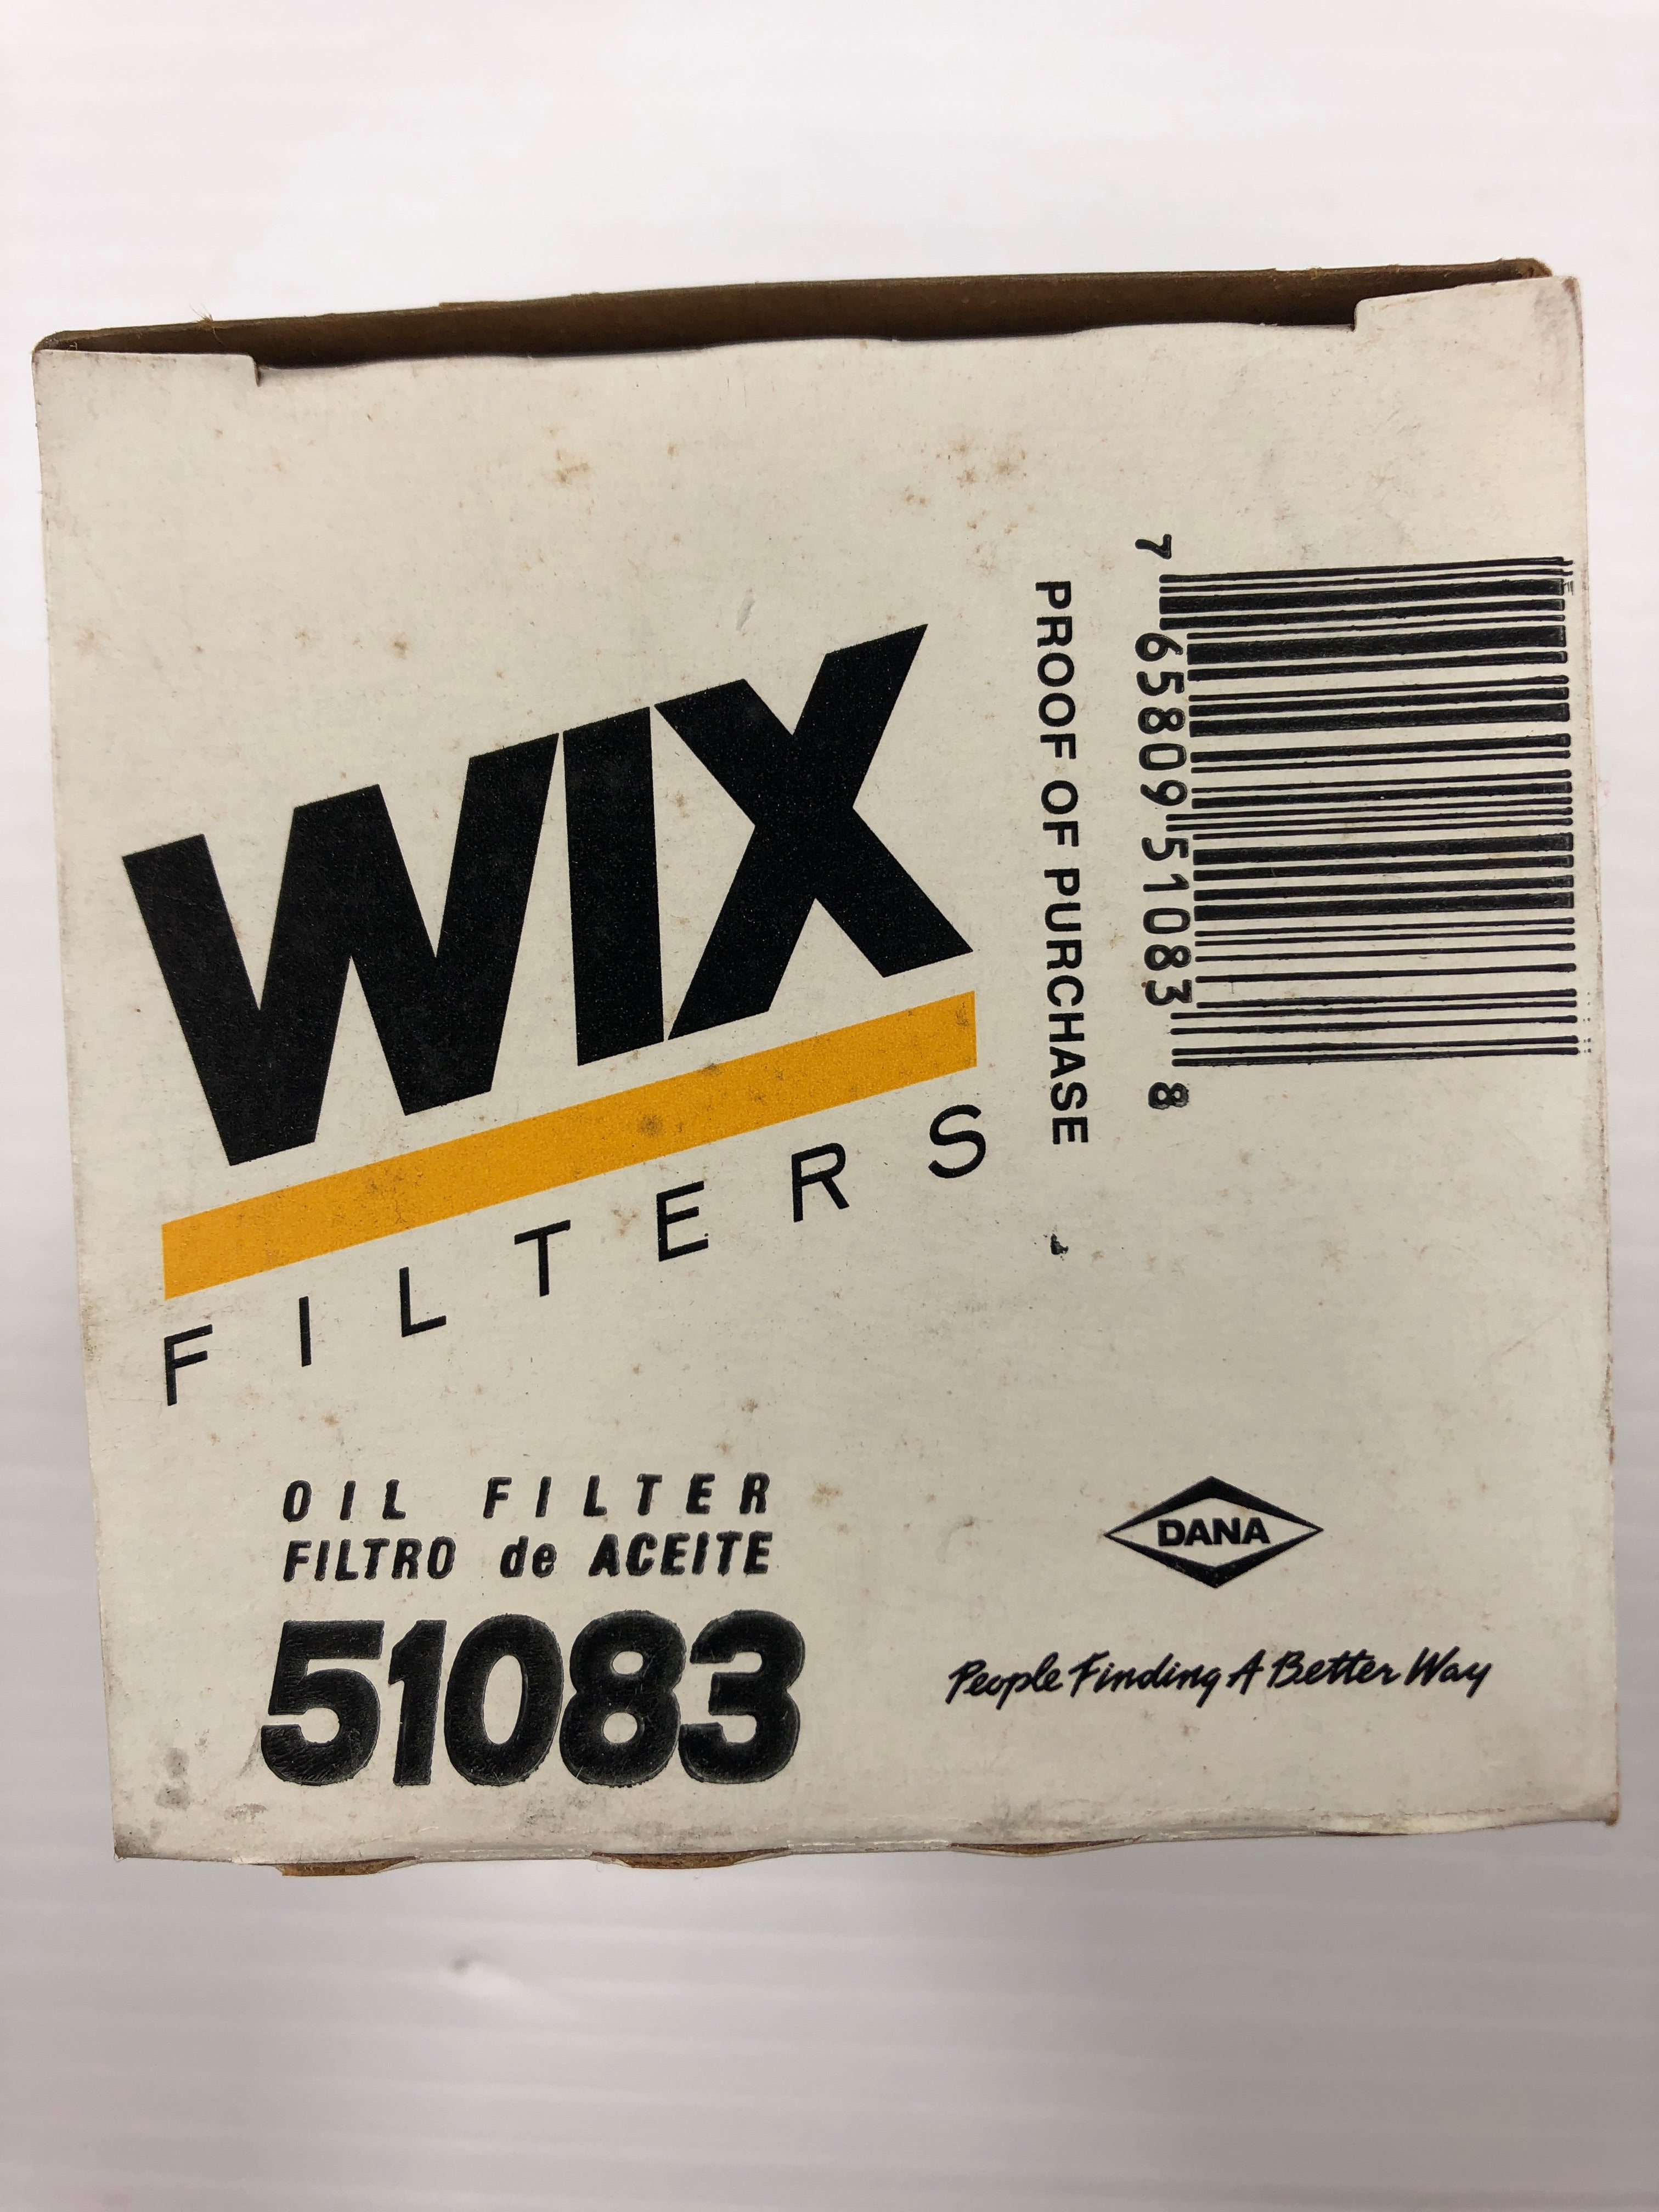 WIX
FILTERS
PROOF OF PURCHASE
7 65809 51083 8
OIL FILTER
FILTRO de ACEITE
51083
DANA
People Finding A Better Way